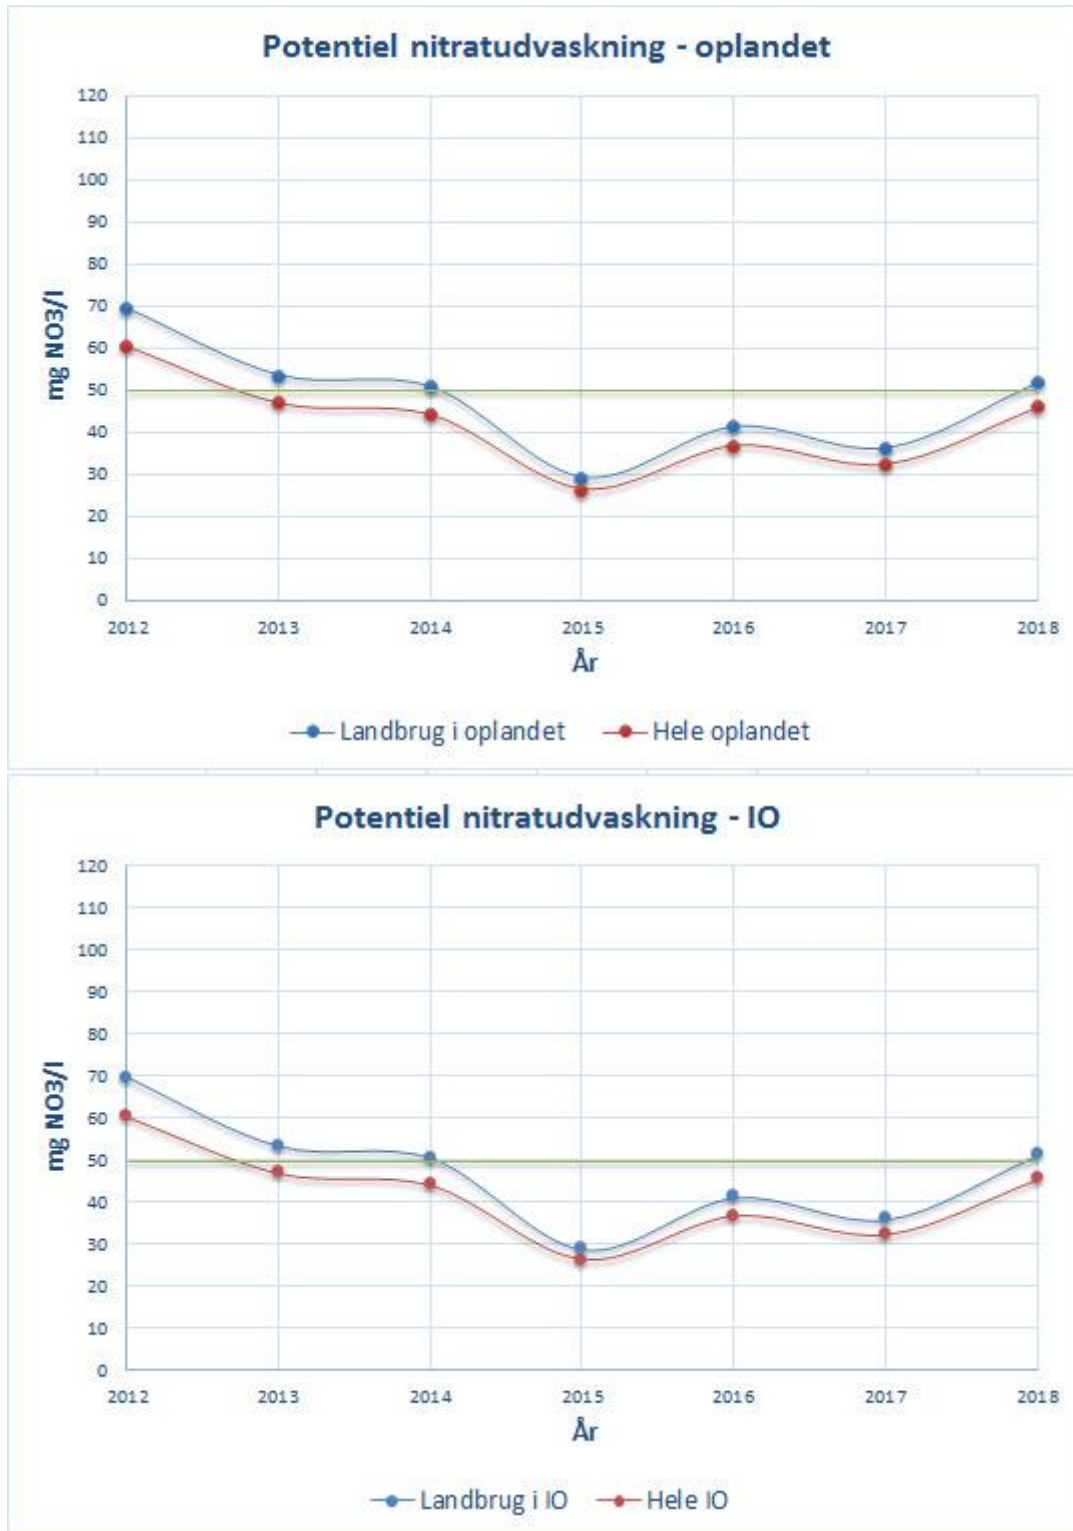 Potentiel nitratudvaskning - oplandet
120
110
100
90
80
70
60
50
40
30
20
10
0
mg NO3/l
2012 2013 2014 2015 2016 2017 2018
År
Landbrug i oplandet Hele oplandet
Potentiel nitratudvaskning - IO
120
110
100
90
80
70
60
50
40
30
20
10
0
mg NO3/l
2012 2013 2014 2015 2016 2017 2018
År
Landbrug i IO Hele IO